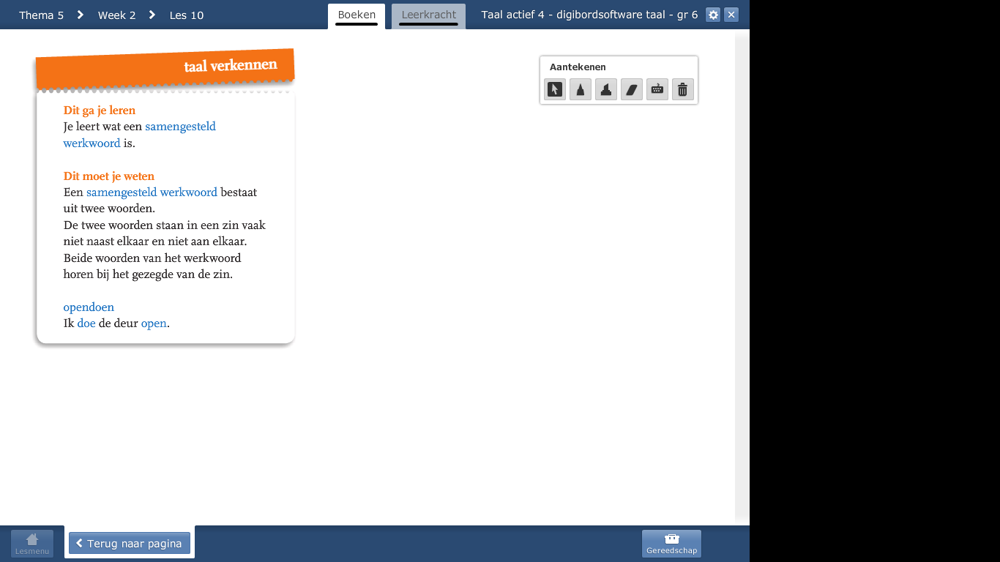 Thema 5 Week 2 Les 10 Boeken Leerkracht Taal actief 4 - digibordsoftware taal - gr 6
taal verkennen
Aantekenen
Dit ga je leren
Je leert wat een samengesteld
werkwoord is.
Dit moet je weten
Een samengesteld werkwoord bestaat
uit twee woorden.
De twee woorden staan in een zin vaak
niet naast elkaar en niet aan elkaar.
Beide woorden van het werkwoord
horen bij het gezegde van de zin.
opendoen
Ik doe de deur open.
Lesmenu
Terug naar pagina
Gereedschap